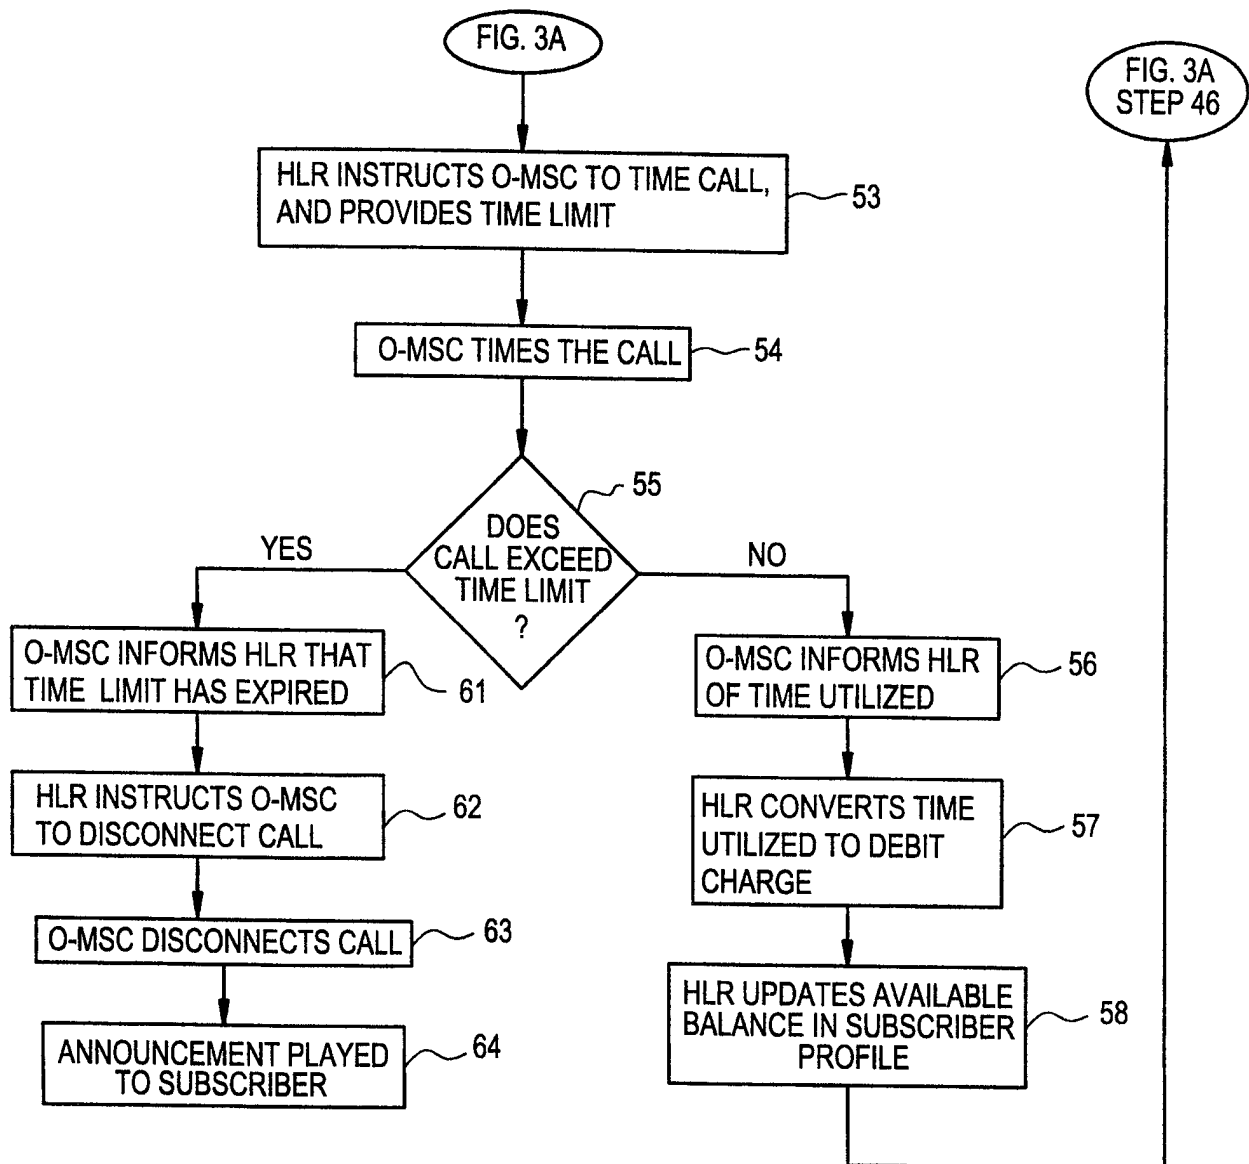 FIG. 3A
FIG. 3A
STEP 46
HLR INSTRUCTS O-MSC TO TIME CALL,
AND PROVIDES TIME LIMIT
53
O-MSC TIMES THE CALL
54
55
DOES
CALL EXCEED
TIME LIMIT
?
YES
NO
O-MSC INFORMS HLR THAT
TIME LIMIT HAS EXPIRED
61
O-MSC INFORMS HLR
OF TIME UTILIZED
56
HLR INSTRUCTS O-MSC
TO DISCONNECT CALL
62
HLR CONVERTS TIME
UTILIZED TO DEBIT
CHARGE
57
O-MSC DISCONNECTS CALL
63
HLR UPDATES AVAILABLE
BALANCE IN SUBSCRIBER
PROFILE
58
ANNOUNCEMENT PLAYED
TO SUBSCRIBER
64